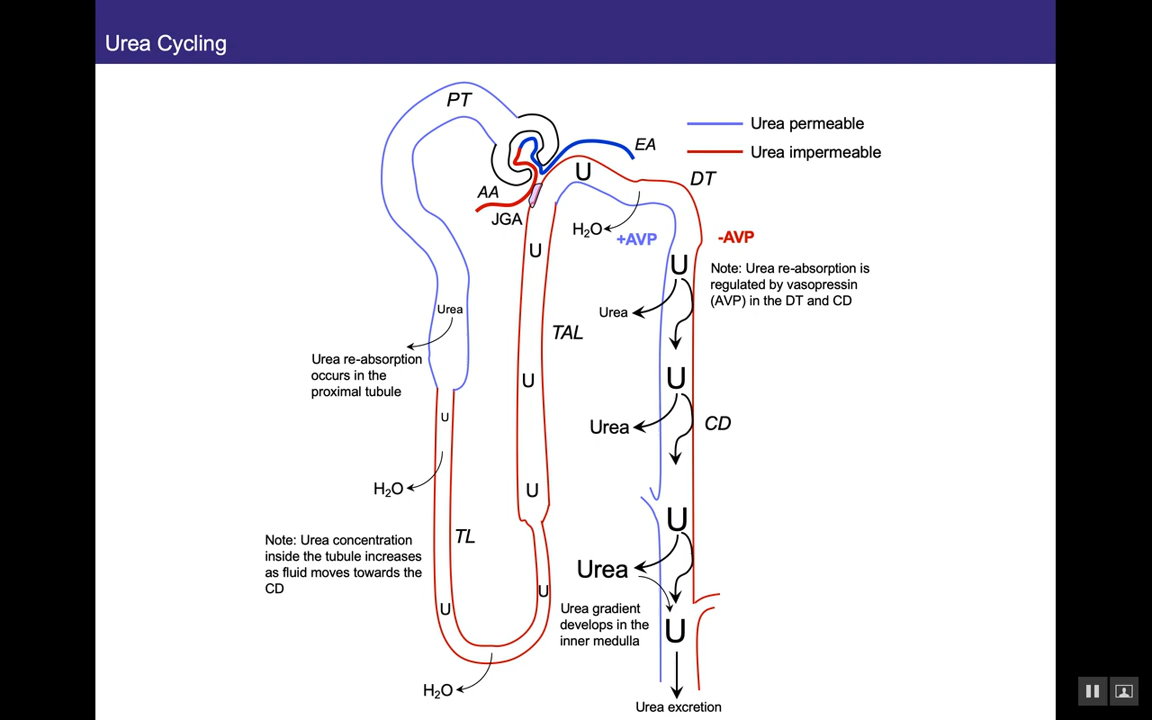 Urea Cycling
PT
EA
Urea permeable
Urea impermeable
AA
JGA
U
DT
H₂O
+AVP
-AVP
Note: Urea re-absorption is
regulated by vasopressin
(AVP) in the DT and CD
U
U
Urea
Urea
TAL
Urea re-absorption
occurs in the
proximal tubule
U
U
U
Urea
CD
H₂O
U
U
TL
Note: Urea concentration
inside the tubule increases
as fluid moves towards the
CD
Urea
U
U
Urea gradient
develops in the
inner medulla
U
H₂O
Urea excretion